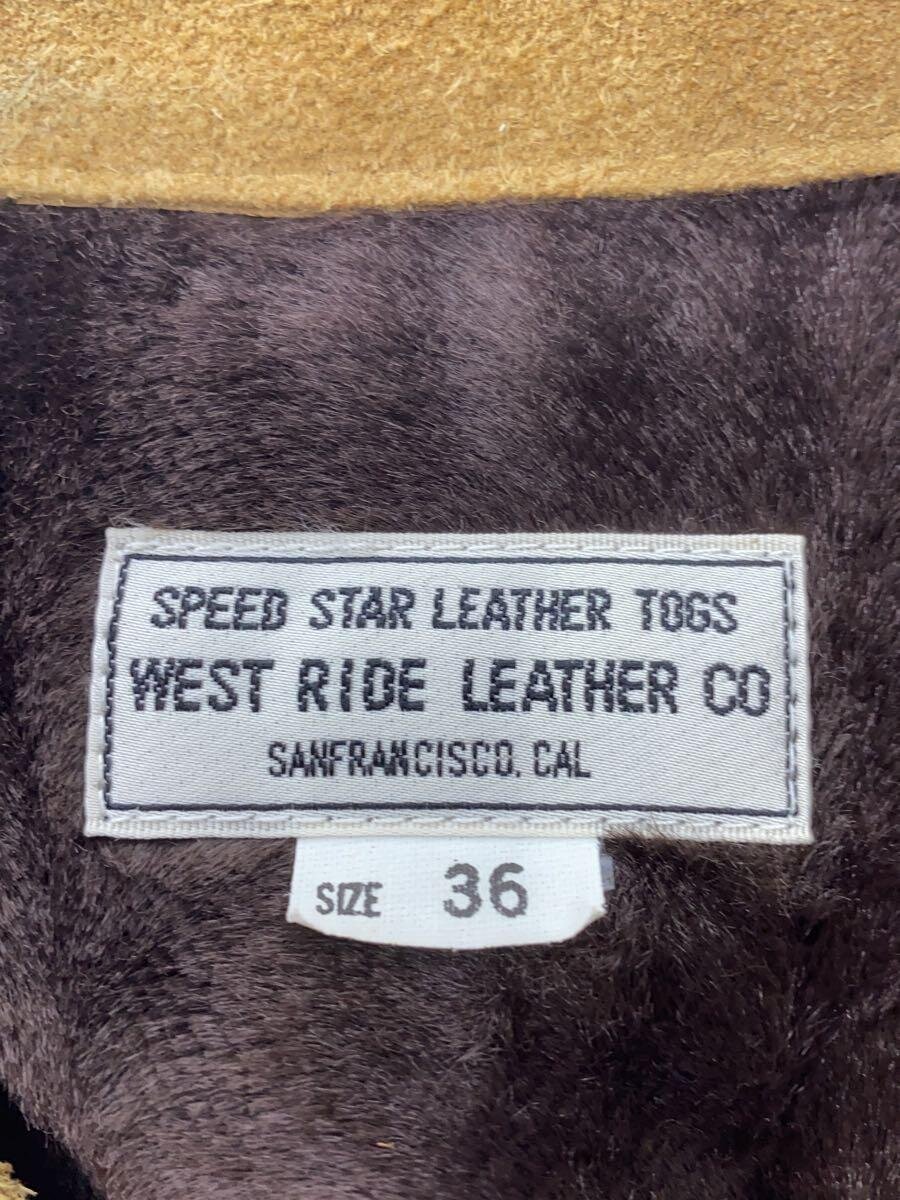 SPEED STAR LEATHER TOGS
WEST RIDE LEATHER CO
SANFRANCISCO, CAL
SIZE 36